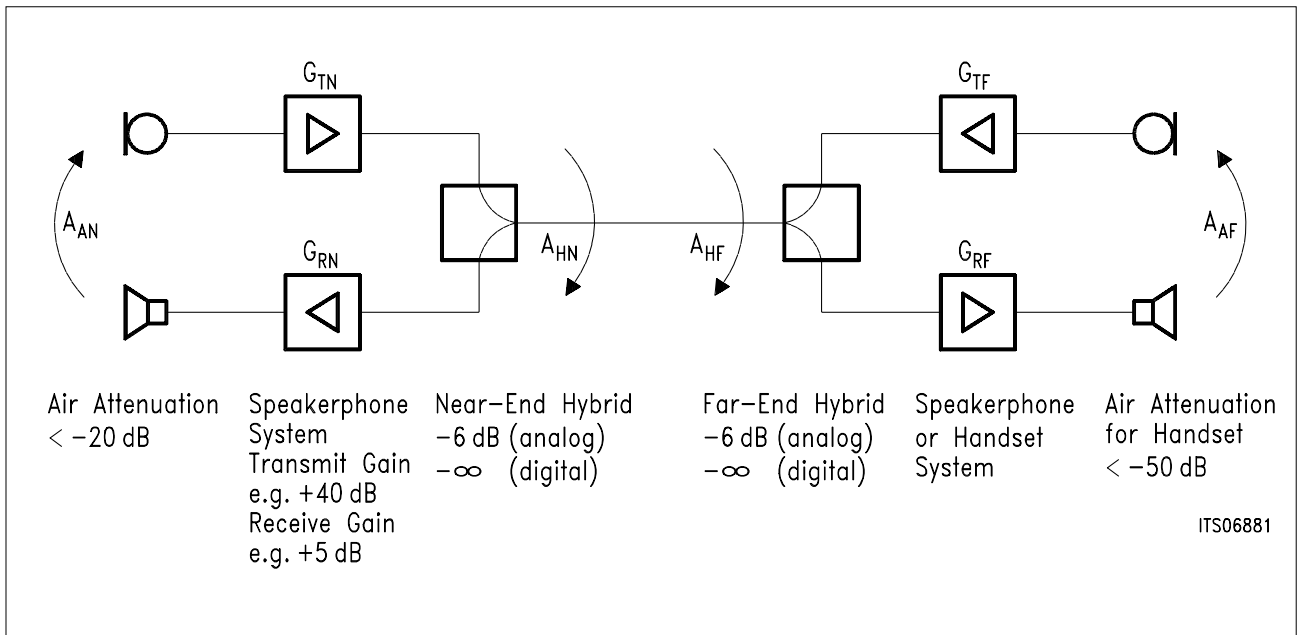 G_TN
G_TF
A_AN
A_HN
A_HF
A_AF
G_RN
G_RF
Air Attenuation
< -20 dB
Speakerphone
System
Transmit Gain
e.g. +40 dB
Receive Gain
e.g. +5 dB
Near-End Hybrid
-6 dB (analog)
-∞ (digital)
Far-End Hybrid
-6 dB (analog)
-∞ (digital)
Speakerphone
or Handset
System
Air Attenuation
for Handset
< -50 dB
ITS06881